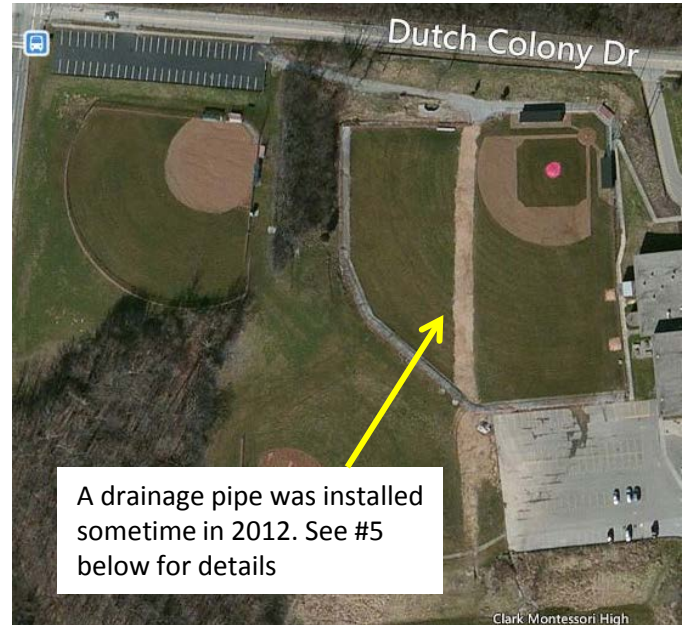 Dutch Colony Dr
A drainage pipe was installed
sometime in 2012. See #5
below for details
Clark Montessori High